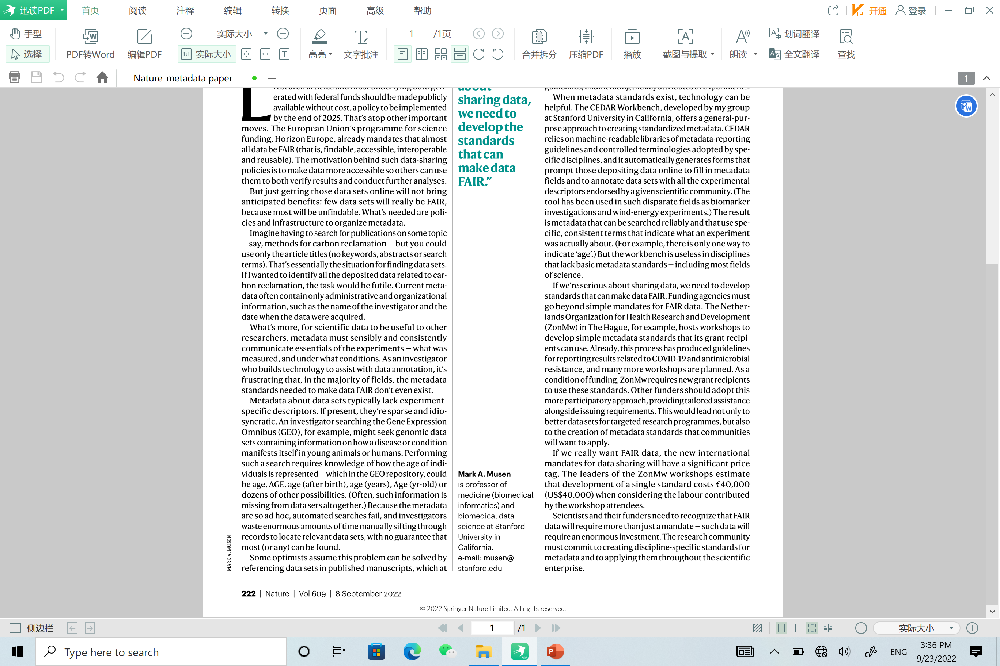 迅读PDF
首页
阅读
注释
编辑
转换
页面
高级
帮助
VIP
开通
登录
手型
选择
PDF转Word
编辑PDF
实际大小
1:1 实际大小
高亮
文字批注
1 /1页
合并拆分
压缩PDF
播放
截图与提取
朗读
划词翻译
全文翻译
查找
Nature-metadata paper
1
L
research articles and most underlying data gen-
erated with federal funds should be made publicly
available without cost, a policy to be implemented
by the end of 2025. That's atop other important
moves. The European Union's programme for science
funding, Horizon Europe, already mandates that almost
all data be FAIR (that is, findable, accessible, interoperable
and reusable). The motivation behind such data-sharing
policies is to make data more accessible so others can use
them to both verify results and conduct further analyses.
But just getting those data sets online will not bring
anticipated benefits: few data sets will really be FAIR,
because most will be unfindable. What's needed are poli-
cies and infrastructure to organize metadata.
Imagine having to search for publications on some topic
– say, methods for carbon reclamation – but you could
use only the article titles (no keywords, abstracts or search
terms). That's essentially the situation for finding data sets.
If I wanted to identify all the deposited data related to car-
bon reclamation, the task would be futile. Current meta-
data often contain only administrative and organizational
information, such as the name of the investigator and the
date when the data were acquired.
What's more, for scientific data to be useful to other
researchers, metadata must sensibly and consistently
communicate essentials of the experiments – what was
measured, and under what conditions. As an investigator
who builds technology to assist with data annotation, it's
frustrating that, in the majority of fields, the metadata
standards needed to make data FAIR don't even exist.
Metadata about data sets typically lack experiment-
specific descriptors. If present, they're sparse and idio-
syncratic. An investigator searching the Gene Expression
Omnibus (GEO), for example, might seek genomic data
sets containing information on how a disease or condition
manifests itself in young animals or humans. Performing
such a search requires knowledge of how the age of indi-
viduals is represented – which in the GEO repository, could
be age, AGE, age (after birth), age (years), Age (yr-old) or
dozens of other possibilities. (Often, such information is
missing from data sets altogether.) Because the metadata
are so ad hoc, automated searches fail, and investigators
waste enormous amounts of time manually sifting through
records to locate relevant data sets, with no guarantee that
most (or any) can be found.
Some optimists assume this problem can be solved by
referencing data sets in published manuscripts, which at
MARK A. MUSEN
about
sharing data,
we need to
develop the
standards
that can
make data
FAIR.”
Mark A. Musen
is professor of
medicine (biomedical
informatics) and
biomedical data
science at Stanford
University in
California.
e-mail: musen@
stanford.edu
guidelines, enumerating the key attributes of experiments.
When metadata standards exist, technology can be
helpful. The CEDAR Workbench, developed by my group
at Stanford University in California, offers a general-pur-
pose approach to creating standardized metadata. CEDAR
relies on machine-readable libraries of metadata-reporting
guidelines and controlled terminologies adopted by spe-
cific disciplines, and it automatically generates forms that
prompt those depositing data online to fill in metadata
fields and to annotate data sets with all the experimental
descriptors endorsed by a given scientific community. (The
tool has been used in such disparate fields as biomarker
investigations and wind-energy experiments.) The result
is metadata that can be searched reliably and that use spe-
cific, consistent terms that indicate what an experiment
was actually about. (For example, there is only one way to
indicate ‘age’.) But the workbench is useless in disciplines
that lack basic metadata standards – including most fields
of science.
If we're serious about sharing data, we need to develop
standards that can make data FAIR. Funding agencies must
go beyond simple mandates for FAIR data. The Nether-
lands Organization for Health Research and Development
(ZonMw) in The Hague, for example, hosts workshops to
develop simple metadata standards that its grant recipi-
ents can use. Already, this process has produced guidelines
for reporting results related to COVID-19 and antimicrobial
resistance, and many more workshops are planned. As a
condition of funding, ZonMw requires new grant recipients
to use these standards. Other funders should adopt this
more participatory approach, providing tailored assistance
alongside issuing requirements. This would lead not only to
better data sets for targeted research programmes, but also
to the creation of metadata standards that communities
will want to apply.
If we really want FAIR data, the new international
mandates for data sharing will have a significant price
tag. The leaders of the ZonMw workshops estimate
that development of a single standard costs €40,000
(US$40,000) when considering the labour contributed
by the workshop attendees.
Scientists and their funders need to recognize that FAIR
data will require more than just a mandate – such data will
require an enormous investment. The research community
must commit to creating discipline-specific standards for
metadata and to applying them throughout the scientific
enterprise.
222 | Nature | Vol 609 | 8 September 2022
© 2022 Springer Nature Limited. All rights reserved.
侧边栏
1 /1
实际大小
Type here to search
ENG
3:36 PM
9/23/2022